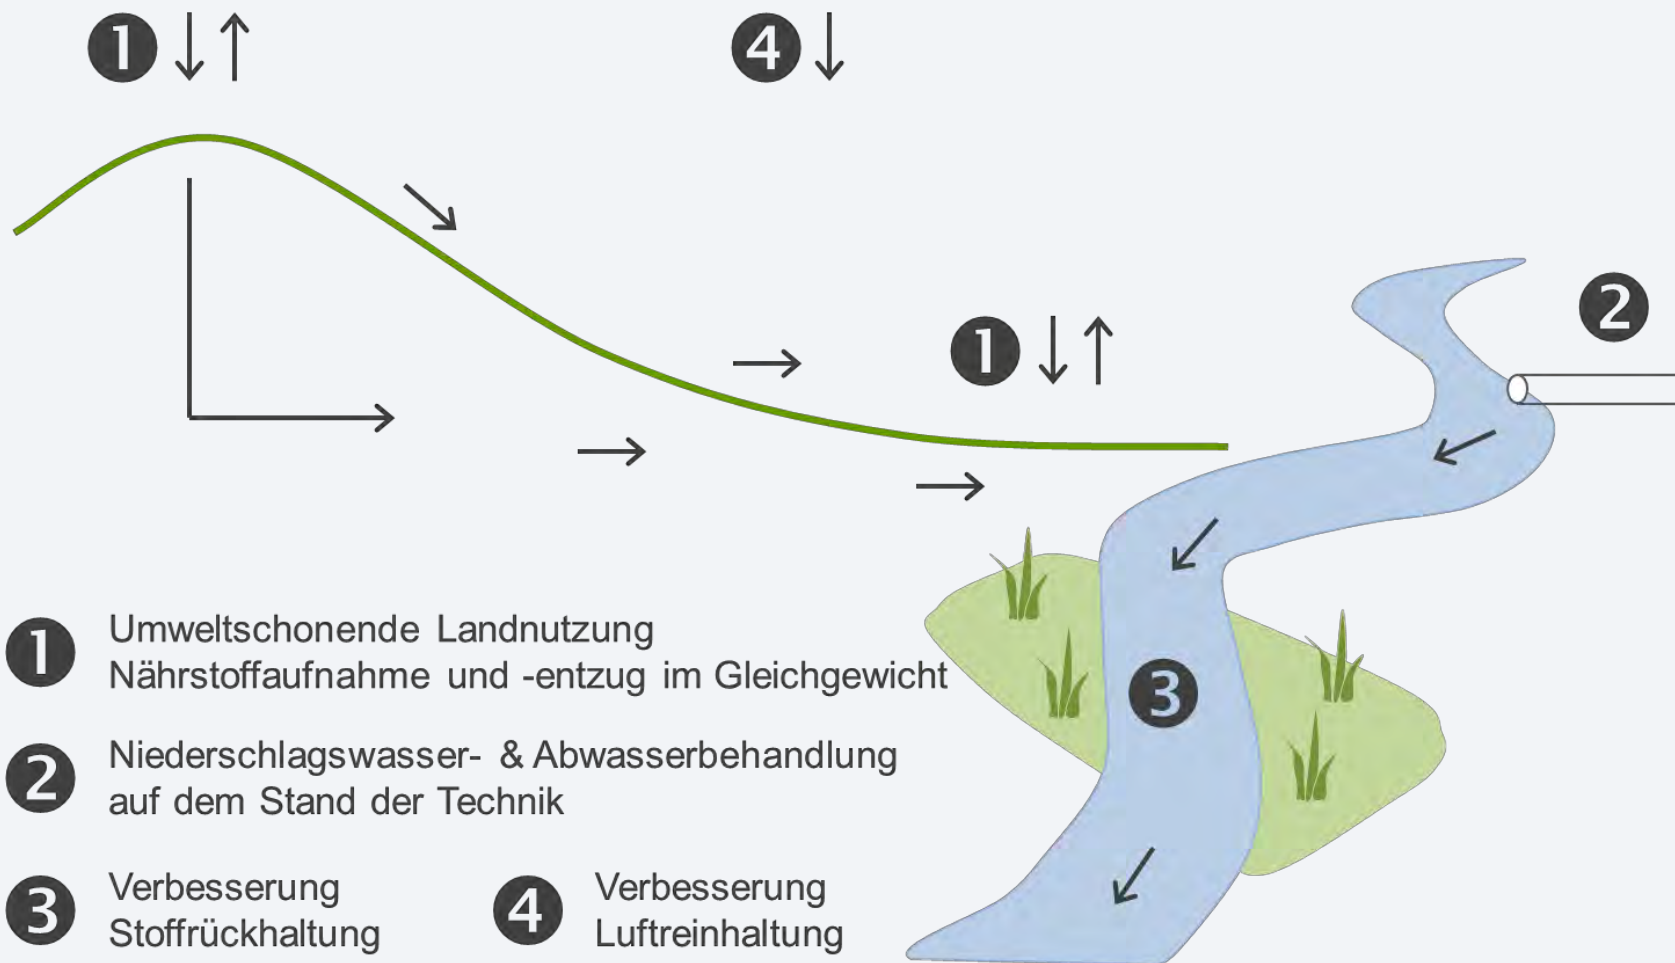 1
4
1
2
3
1 Umweltschonende Landnutzung
Nährstoffaufnahme und -entzug im Gleichgewicht
2 Niederschlagswasser- & Abwasserbehandlung
auf dem Stand der Technik
3 Verbesserung
Stoffrückhaltung
4 Verbesserung
Luftreinhaltung